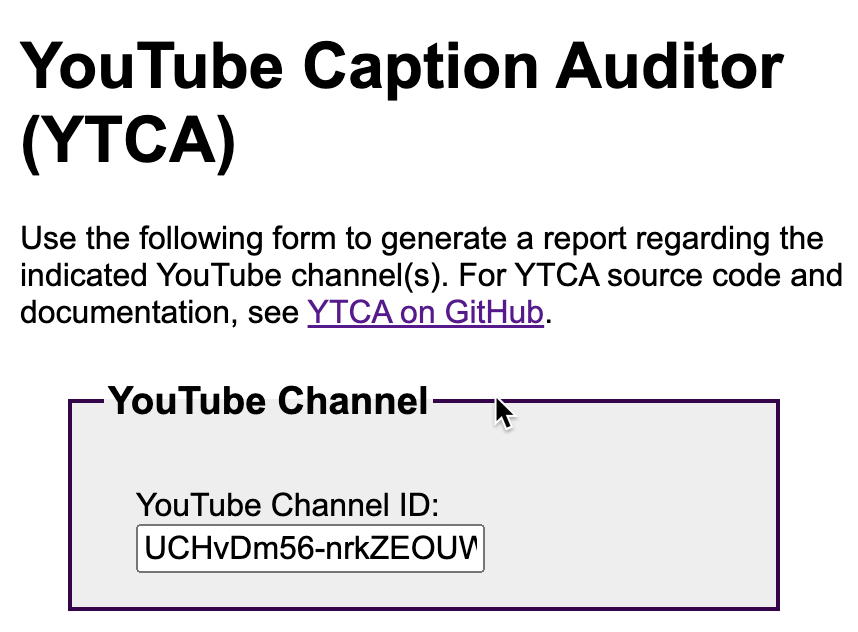 YouTube Caption Auditor
(YTCA)
Use the following form to generate a report regarding the
indicated YouTube channel(s). For YTCA source code and
documentation, see YTCA on GitHub.
YouTube Channel
YouTube Channel ID:
UCHvDm56-nrkZEOUW